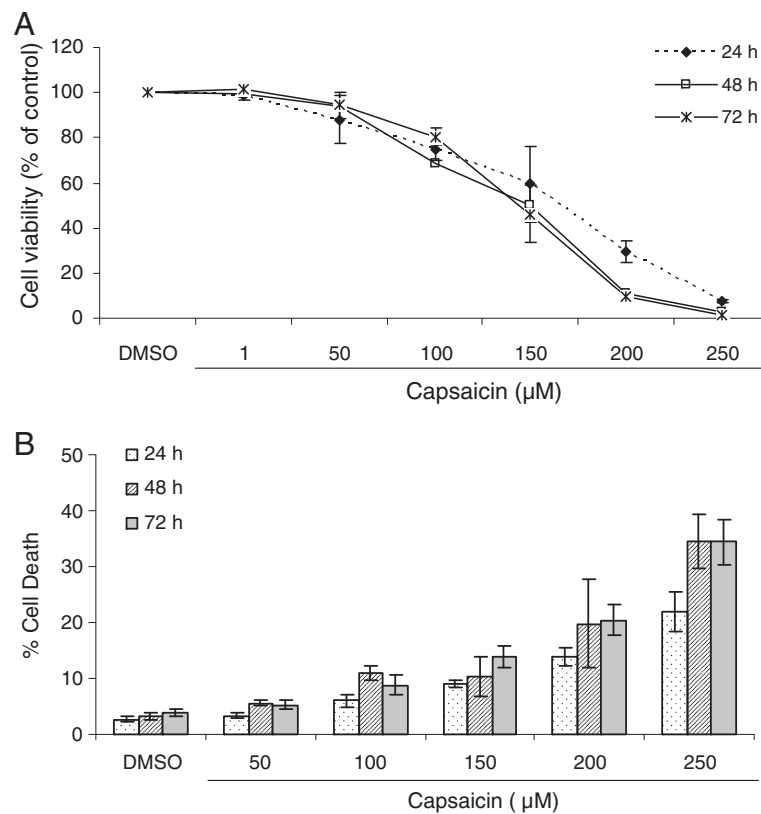 A
Cell viability (% of control)
120
100
80
60
40
20
0
24 h
48 h
72 h
DMSO 1 50 100 150 200 250
Capsaicin (µM)
B
% Cell Death
50
40
30
20
10
0
24 h
48 h
72 h
DMSO 50 100 150 200 250
Capsaicin ( µM)